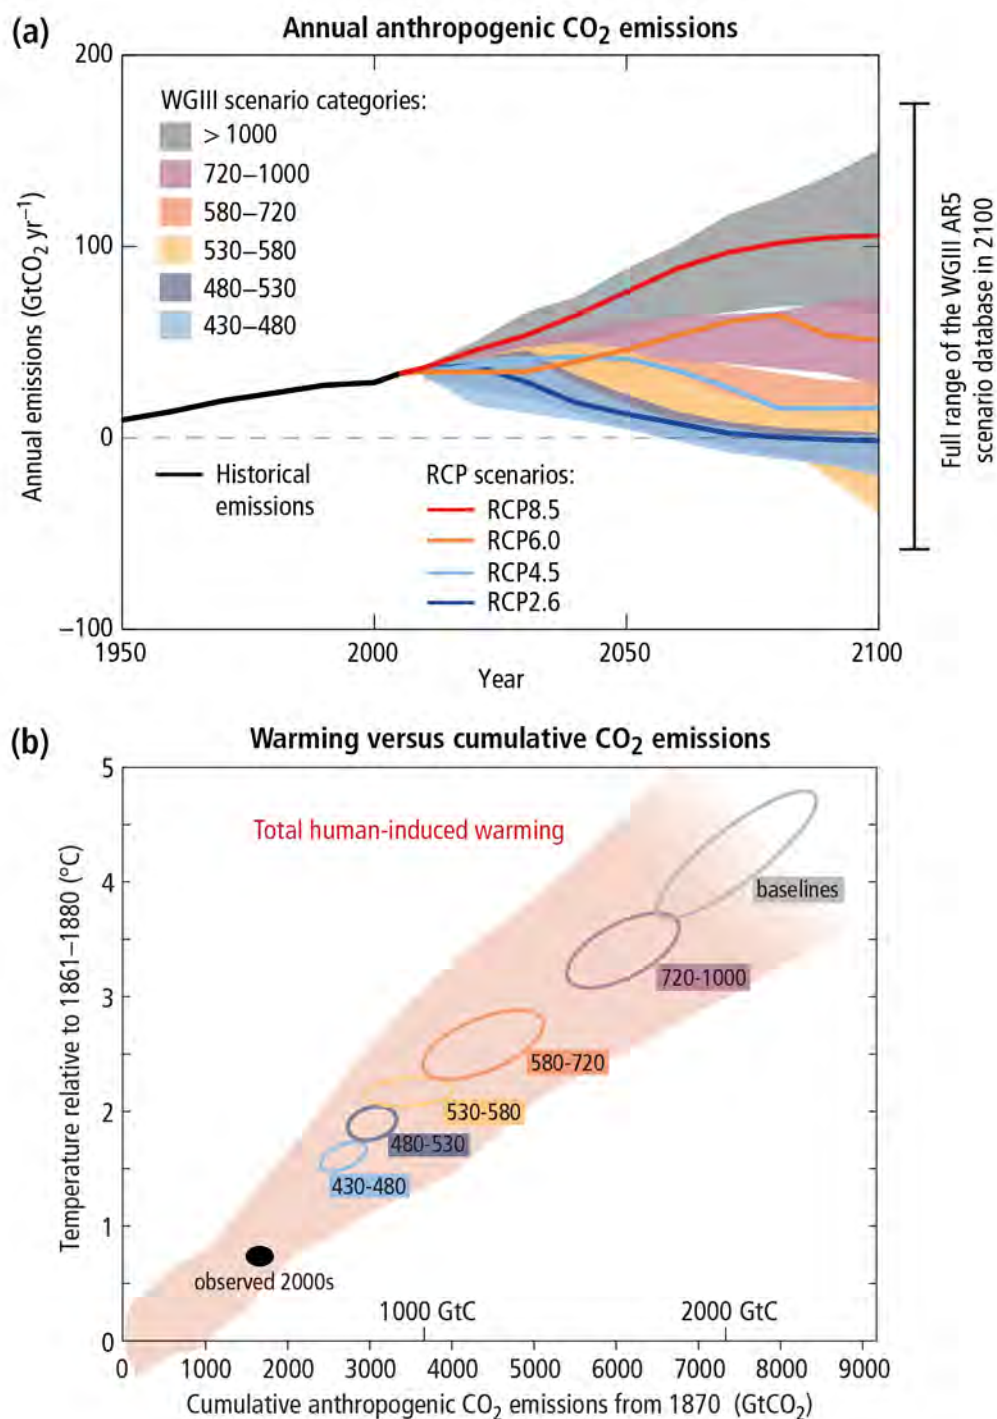 (a)
Annual anthropogenic CO₂ emissions
200
100
0
−100
Annual emissions (GtCO₂ yr⁻¹)
WGIII scenario categories:
> 1000
720–1000
580–720
530–580
480–530
430–480
Historical
emissions
RCP scenarios:
RCP8.5
RCP6.0
RCP4.5
RCP2.6
1950
2000
2050
2100
Year
Full range of the WGIII AR5
scenario database in 2100
(b)
Warming versus cumulative CO₂ emissions
5
4
3
2
1
0
Temperature relative to 1861–1880 (°C)
Total human-induced warming
baselines
720-1000
580-720
530-580
480-530
430-480
observed 2000s
1000 GtC
2000 GtC
0
1000
2000
3000
4000
5000
6000
7000
8000
9000
Cumulative anthropogenic CO₂ emissions from 1870 (GtCO₂)